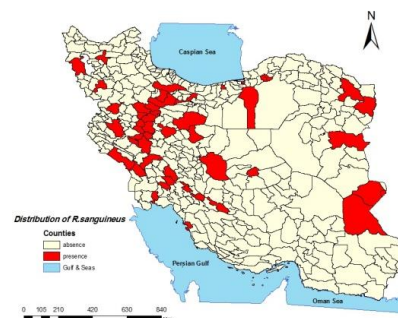 N
Caspian Sea
Distribution of R.sanguineus
Counties
absence
presence
Gulf & Seas
Persian Gulf
Oman Sea
0 105 210 420 630 840